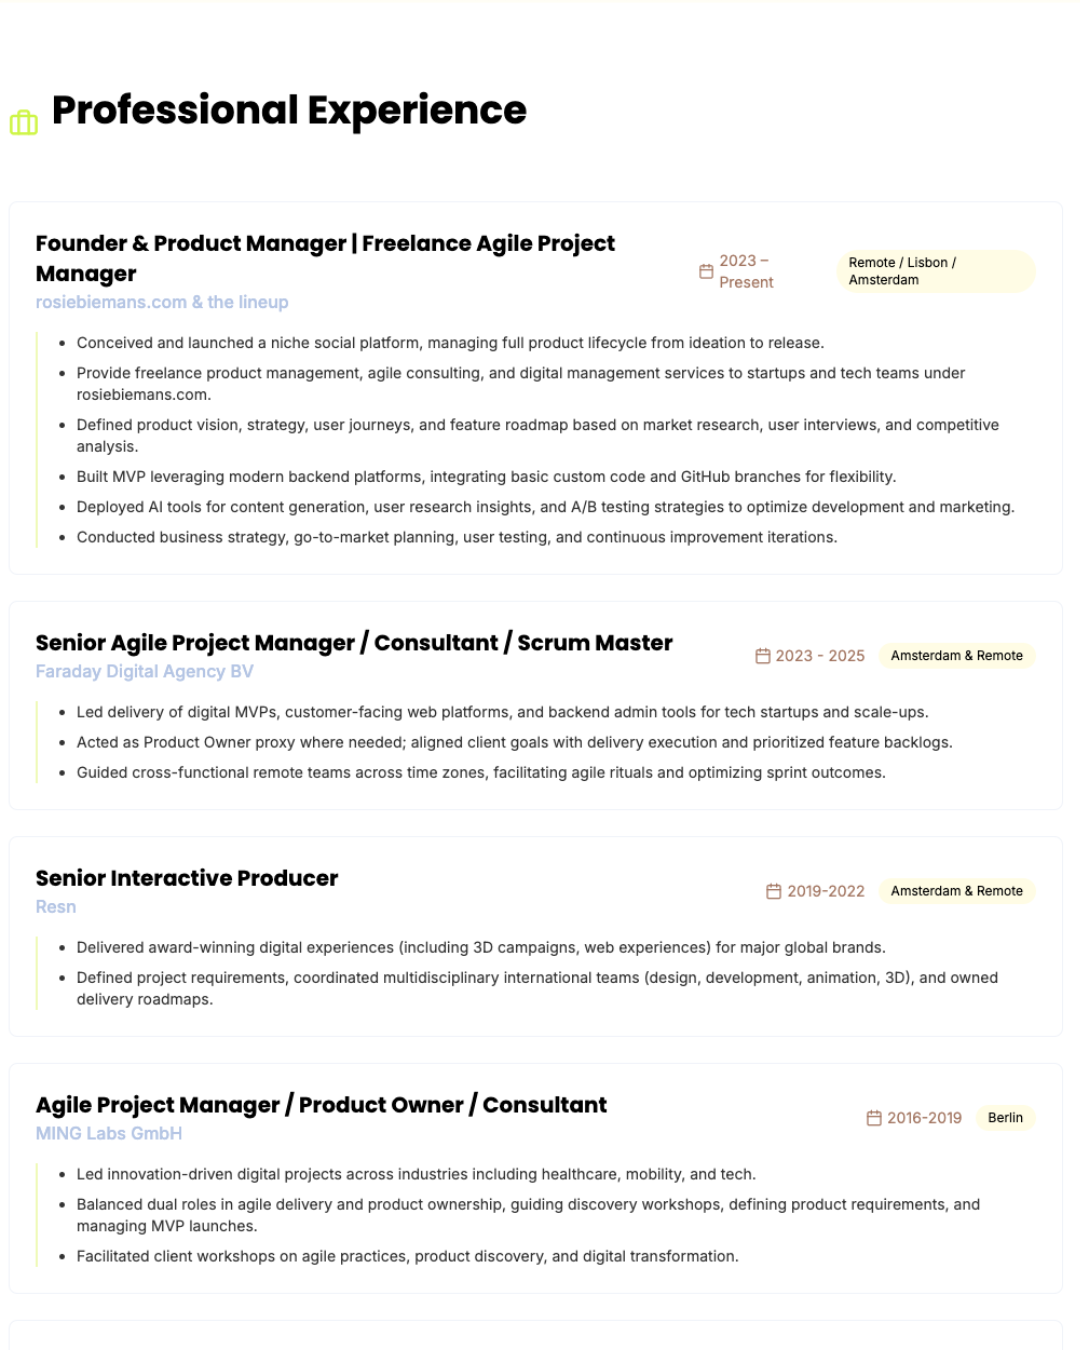 Professional Experience
Founder & Product Manager | Freelance Agile Project
Manager
rosiebiemans.com & the lineup
2023 –
Present
Remote / Lisbon /
Amsterdam
• Conceived and launched a niche social platform, managing full product lifecycle from ideation to release.
• Provide freelance product management, agile consulting, and digital management services to startups and tech teams under
rosiebiemans.com.
• Defined product vision, strategy, user journeys, and feature roadmap based on market research, user interviews, and competitive
analysis.
• Built MVP leveraging modern backend platforms, integrating basic custom code and GitHub branches for flexibility.
• Deployed AI tools for content generation, user research insights, and A/B testing strategies to optimize development and marketing.
• Conducted business strategy, go-to-market planning, user testing, and continuous improvement iterations.
Senior Agile Project Manager / Consultant / Scrum Master
Faraday Digital Agency BV
2023 - 2025
Amsterdam & Remote
• Led delivery of digital MVPs, customer-facing web platforms, and backend admin tools for tech startups and scale-ups.
• Acted as Product Owner proxy where needed; aligned client goals with delivery execution and prioritized feature backlogs.
• Guided cross-functional remote teams across time zones, facilitating agile rituals and optimizing sprint outcomes.
Senior Interactive Producer
Resn
2019-2022
Amsterdam & Remote
• Delivered award-winning digital experiences (including 3D campaigns, web experiences) for major global brands.
• Defined project requirements, coordinated multidisciplinary international teams (design, development, animation, 3D), and owned
delivery roadmaps.
Agile Project Manager / Product Owner / Consultant
MING Labs GmbH
2016-2019
Berlin
• Led innovation-driven digital projects across industries including healthcare, mobility, and tech.
• Balanced dual roles in agile delivery and product ownership, guiding discovery workshops, defining product requirements, and
managing MVP launches.
• Facilitated client workshops on agile practices, product discovery, and digital transformation.